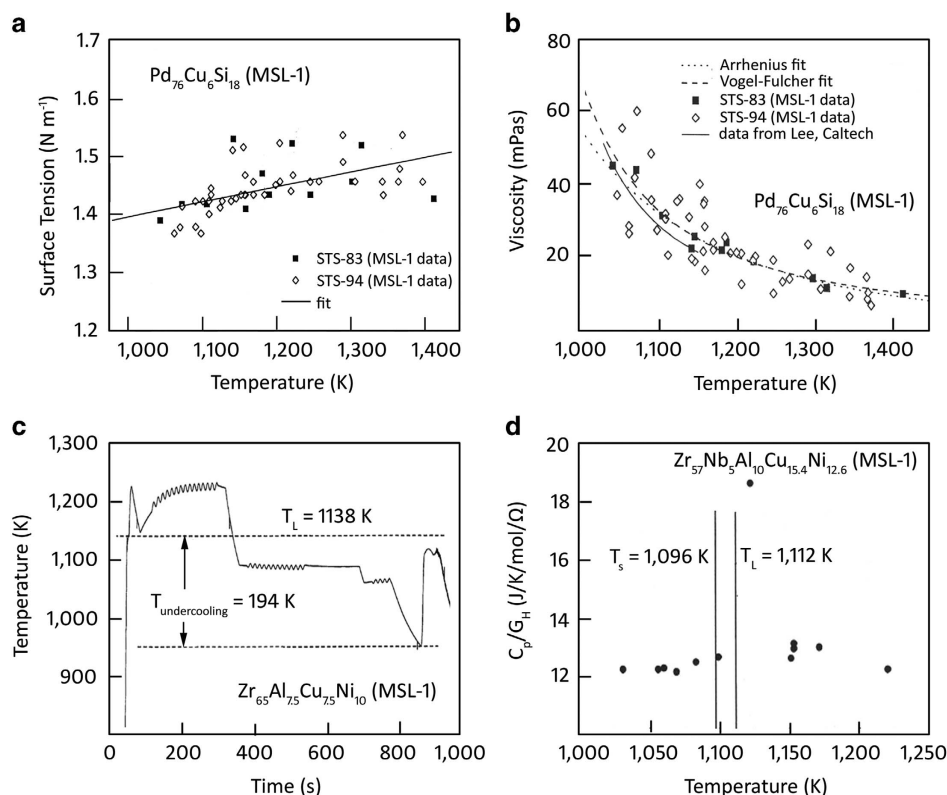 a
Surface Tension (N m⁻¹)
1.7
1.6
1.5
1.4
1.3
1.2
Pd₇₆Cu₆Si₁₈ (MSL-1)
STS-83 (MSL-1 data)
STS-94 (MSL-1 data)
fit
1,000 1,100 1,200 1,300 1,400
Temperature (K)
b
Viscosity (mPas)
80
60
40
20
0
Arrhenius fit
Vogel-Fulcher fit
STS-83 (MSL-1 data)
STS-94 (MSL-1 data)
data from Lee, Caltech
Pd₇₆Cu₆Si₁₈ (MSL-1)
1,000 1,100 1,200 1,300 1,400
Temperature (K)
c
Temperature (K)
1,300
1,200
1,100
1,000
900
T_L = 1138 K
T_undercooling = 194 K
Zr₆₅Al₇.₅Cu₇.₅Ni₁₀ (MSL-1)
0 200 400 600 800 1,000
Time (s)
d
C_p/G_H (J/K/mol/Ω)
20
18
16
14
12
Zr₅₇Nb₅Al₁₀Cu₁₅.₄Ni₁₂.₆ (MSL-1)
T_s = 1,096 K
T_L = 1,112 K
1,000 1,050 1,100 1,150 1,200 1,250
Temperature (K)